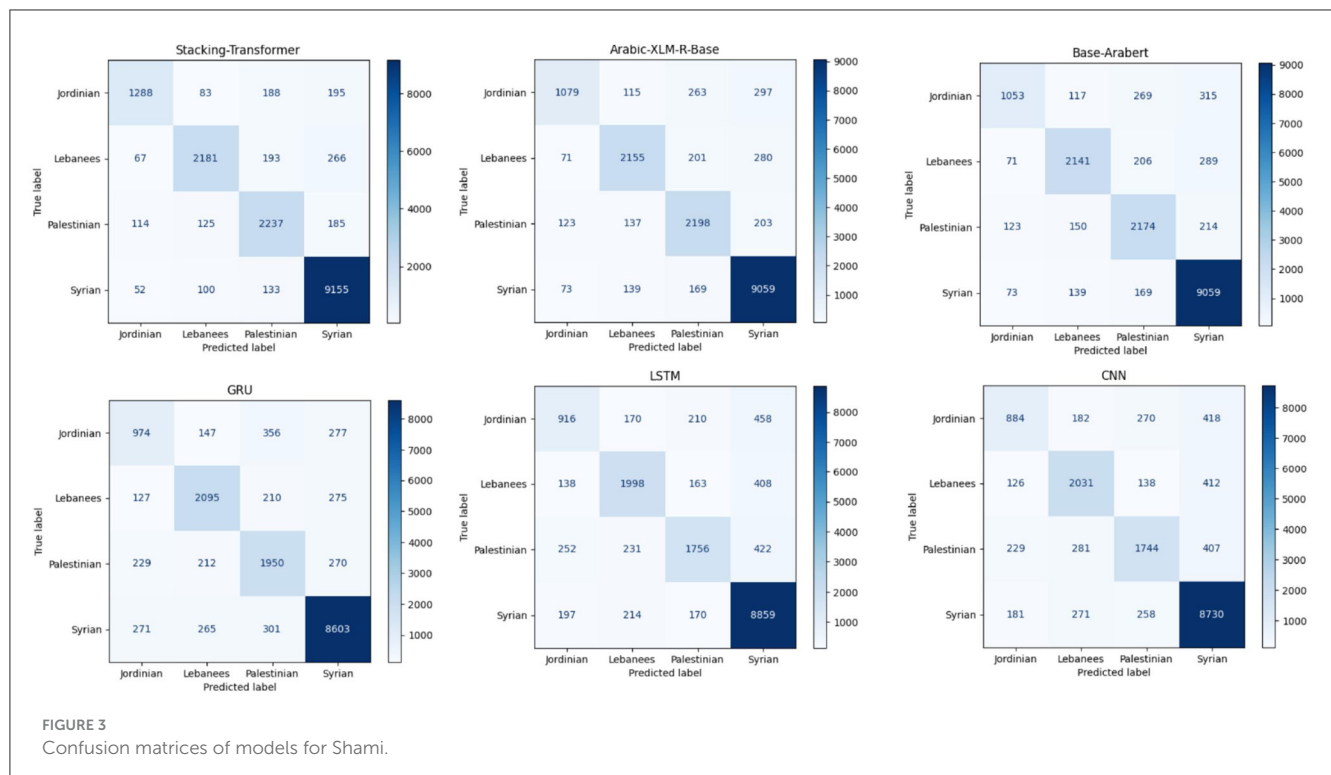 Stacking-Transformer
True label
Jordinian 1288 83 188 195
Lebanees 67 2181 193 266
Palestinian 114 125 2237 185
Syrian 52 100 133 9155
Jordinian Lebanees Palestinian Syrian
Predicted label
8000
6000
4000
2000
Arabic-XLM-R-Base
True label
Jordinian 1079 115 263 297
Lebanees 71 2155 201 280
Palestinian 123 137 2198 203
Syrian 73 139 169 9059
Jordinian Lebanees Palestinian Syrian
Predicted label
9000
8000
7000
6000
5000
4000
3000
2000
1000
Base-Arabert
True label
Jordinian 1053 117 269 315
Lebanees 71 2141 206 289
Palestinian 123 150 2174 214
Syrian 73 139 169 9059
Jordinian Lebanees Palestinian Syrian
Predicted label
9000
8000
7000
6000
5000
4000
3000
2000
1000
GRU
True label
Jordinian 974 147 356 277
Lebanees 127 2095 210 275
Palestinian 229 212 1950 270
Syrian 271 265 301 8603
Jordinian Lebanees Palestinian Syrian
Predicted label
8000
7000
6000
5000
4000
3000
2000
1000
LSTM
True label
Jordinian 916 170 210 458
Lebanees 138 1998 163 408
Palestinian 252 231 1756 422
Syrian 197 214 170 8859
Jordinian Lebanees Palestinian Syrian
Predicted label
8000
7000
6000
5000
4000
3000
2000
1000
CNN
True label
Jordinian 884 182 270 418
Lebanees 126 2031 138 412
Palestinian 229 281 1744 407
Syrian 181 271 258 8730
Jordinian Lebanees Palestinian Syrian
Predicted label
8000
7000
6000
5000
4000
3000
2000
1000
FIGURE 3
Confusion matrices of models for Shami.